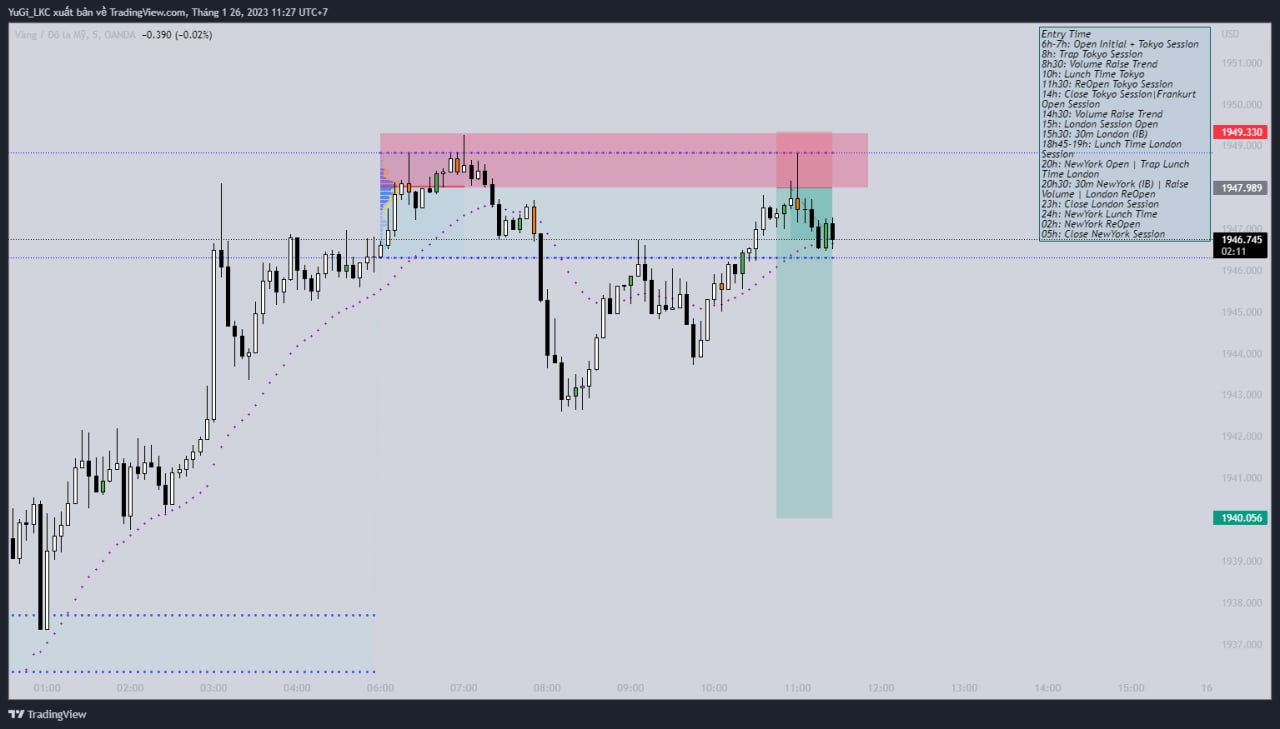 YuGi_LKC xuất bản về TradingView.com, Tháng 1 26, 2023 11:27 UTC+7
Vàng / Đô la Mỹ, 5, OANDA −0.390 (−0.02%)
USD
Entry Time
6h-7h: Open Initial + Tokyo Session
8h: Trap Tokyo Session
8h30: Volume Raise Trend
10h: Lunch Time Tokyo
11h30: ReOpen Tokyo Session
14h: Close Tokyo Session|Frankurt
Open Session
14h30: Volume Raise Trend
15h: London Session Open
15h30: 30m London (IB)
18h45-19h: Lunch Time London
Session
20h: NewYork Open | Trap Lunch
Time London
20h30: 30m NewYork (IB) | Raise
Volume | London ReOpen
23h: Close London Session
24h: NewYork Lunch Time
02h: NewYork ReOpen
05h: Close NewYork Session
1951.000
1950.000
1949.330
1949.000
1947.989
1947.000
1946.745
02:11
1946.000
1945.000
1944.000
1943.000
1942.000
1941.000
1940.056
1939.000
1938.000
1937.000
01:00 02:00 03:00 04:00 06:00 07:00 08:00 09:00 10:00 11:00 12:00 13:00 14:00 15:00 16
TradingView